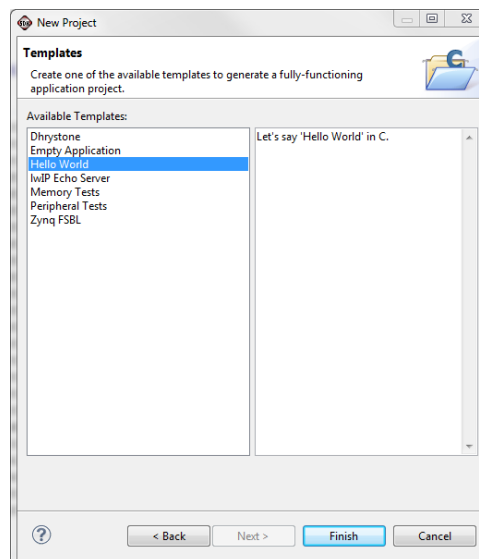 New Project
Templates
Create one of the available templates to generate a fully-functioning
application project.
Available Templates:
Dhrystone
Empty Application
Hello World
lwIP Echo Server
Memory Tests
Peripheral Tests
Zynq FSBL
Let's say 'Hello World' in C.
< Back
Next >
Finish
Cancel